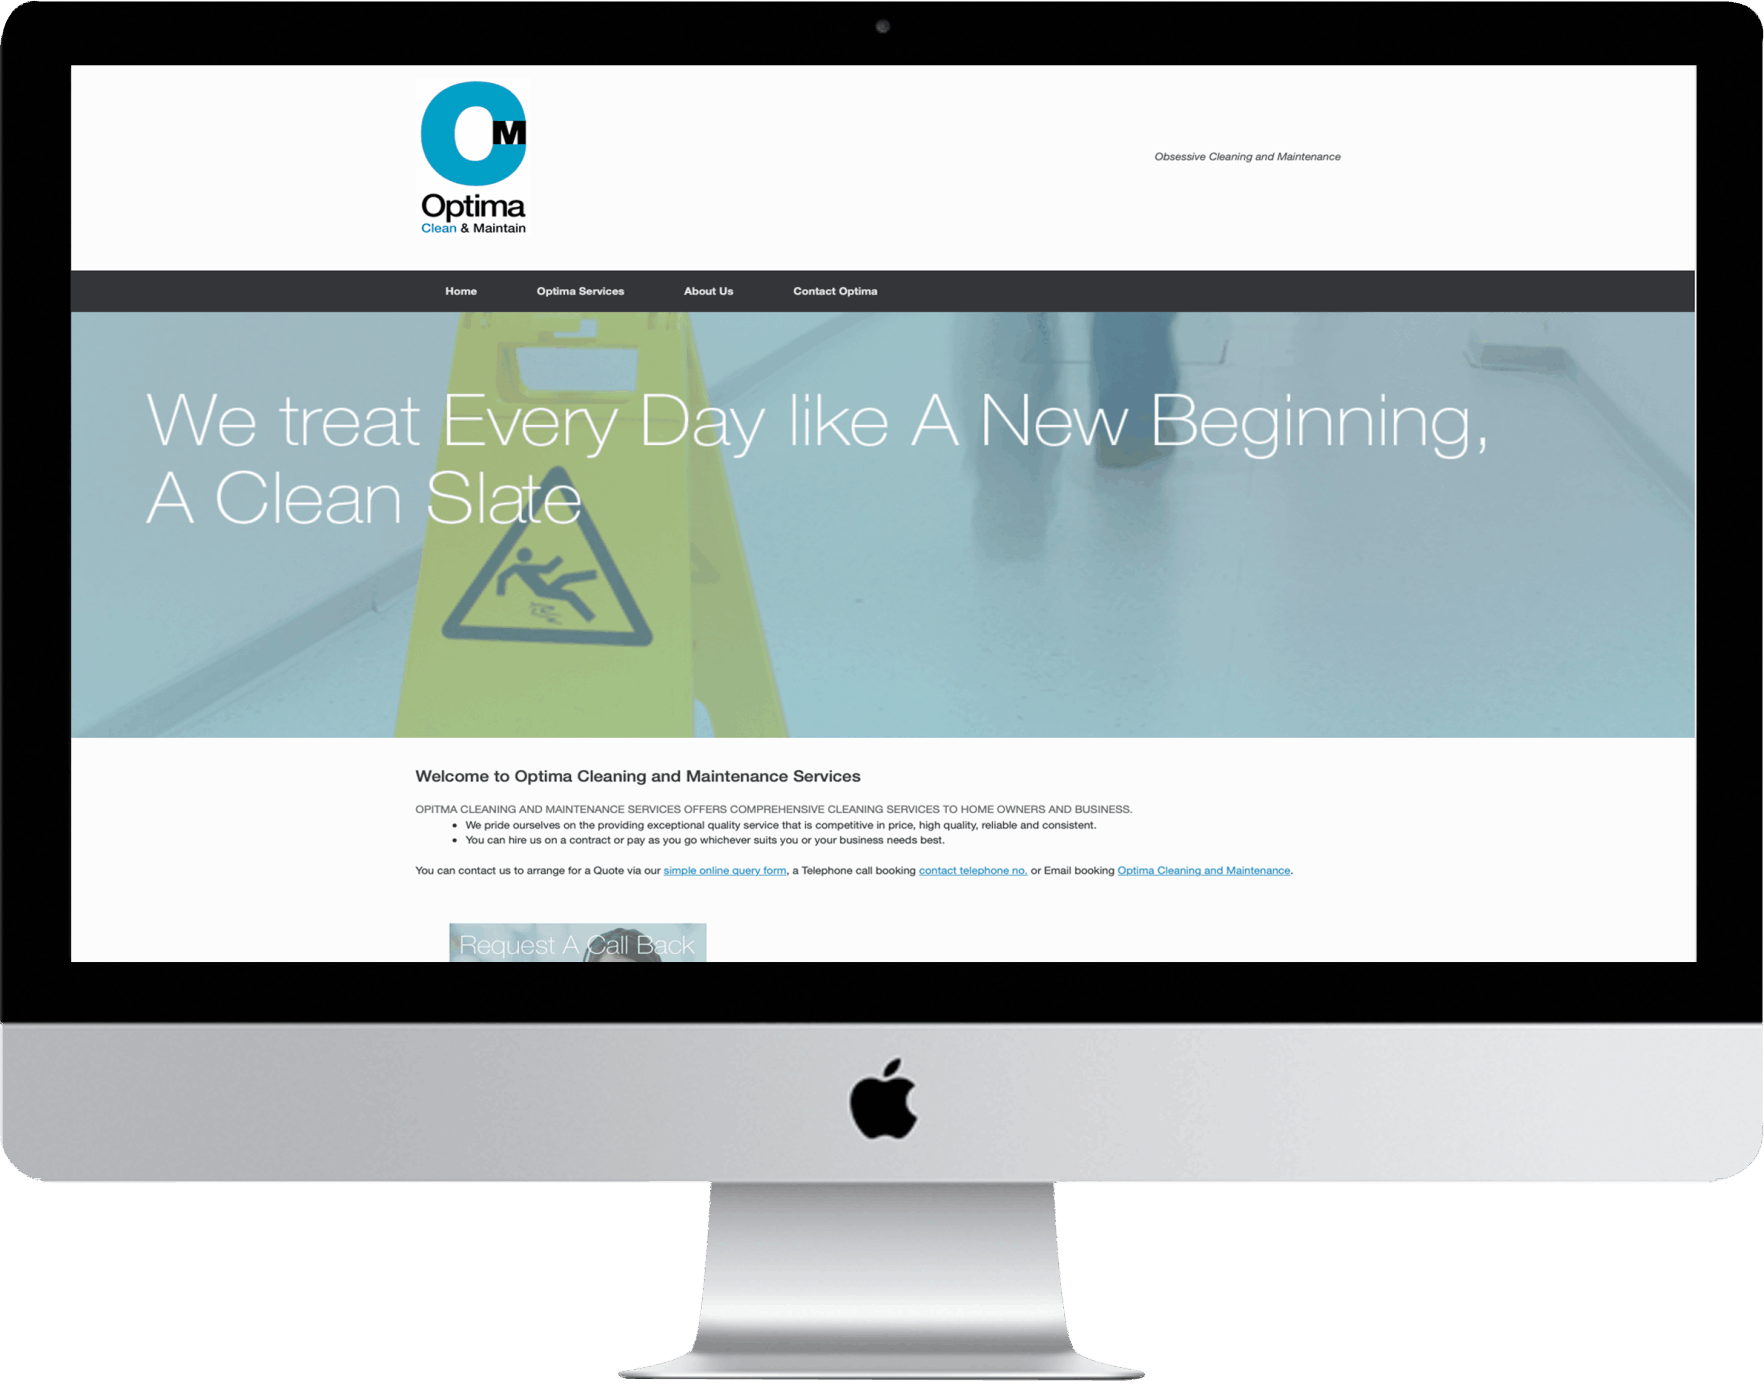 M
Optima
Clean & Maintain
Obsessive Cleaning and Maintenance
Home Optima Services About Us Contact Optima
We treat Every Day like A New Beginning,
A Clean Slate
Welcome to Optima Cleaning and Maintenance Services
OPITMA CLEANING AND MAINTENANCE SERVICES OFFERS COMPREHENSIVE CLEANING SERVICES TO HOME OWNERS AND BUSINESS.
• We pride ourselves on the providing exceptional quality service that is competitive in price, high quality, reliable and consistent.
• You can hire us on a contract or pay as you go whichever suits you or your business needs best.
You can contact us to arrange for a Quote via our simple online query form, a Telephone call booking contact telephone no. or Email booking Optima Cleaning and Maintenance.
Request A Call Back